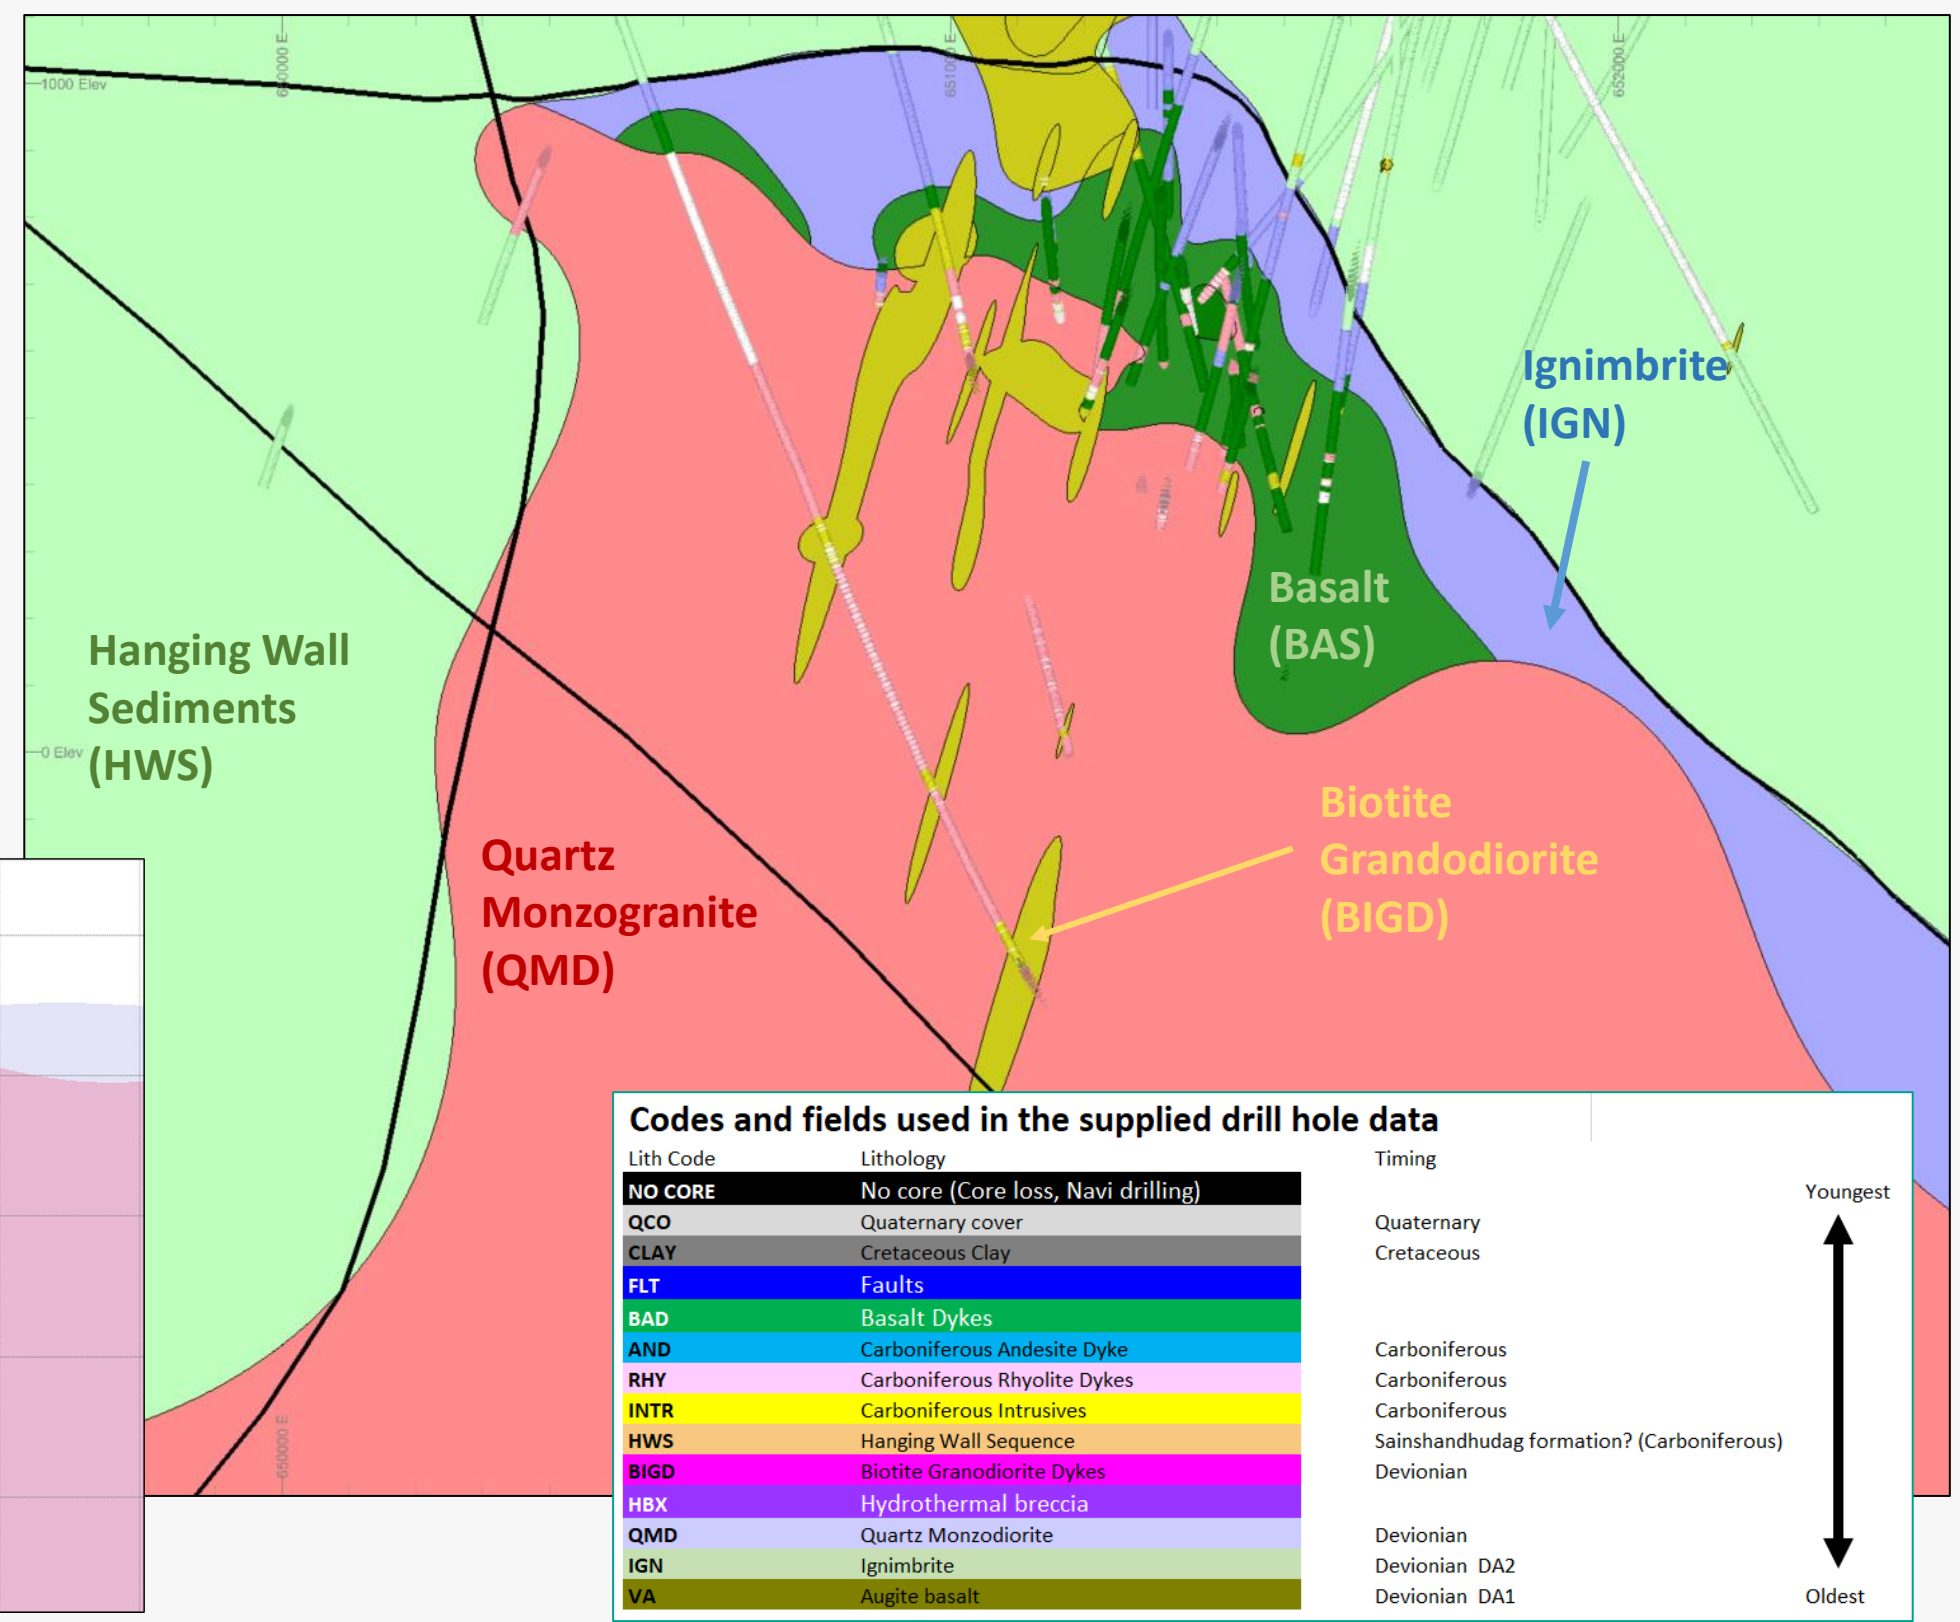 1000 Elev
650000 E
651000 E
652000 E
Ignimbrite
(IGN)
Basalt
(BAS)
Hanging Wall
Sediments
(HWS)
0 Elev
Quartz
Monzogranite
(QMD)
Biotite
Grandodiorite
(BIGD)
650000 E
Codes and fields used in the supplied drill hole data
Lith Code Lithology Timing
NO CORE No core (Core loss, Navi drilling) Youngest
QCO Quaternary cover Quaternary
CLAY Cretaceous Clay Cretaceous
FLT Faults
BAD Basalt Dykes
AND Carboniferous Andesite Dyke Carboniferous
RHY Carboniferous Rhyolite Dykes Carboniferous
INTR Carboniferous Intrusives Carboniferous
HWS Hanging Wall Sequence Sainshandhudag formation? (Carboniferous)
BIGD Biotite Granodiorite Dykes Devionian
HBX Hydrothermal breccia
QMD Quartz Monzodiorite Devionian
IGN Ignimbrite Devionian DA2
VA Augite basalt Devionian DA1 Oldest